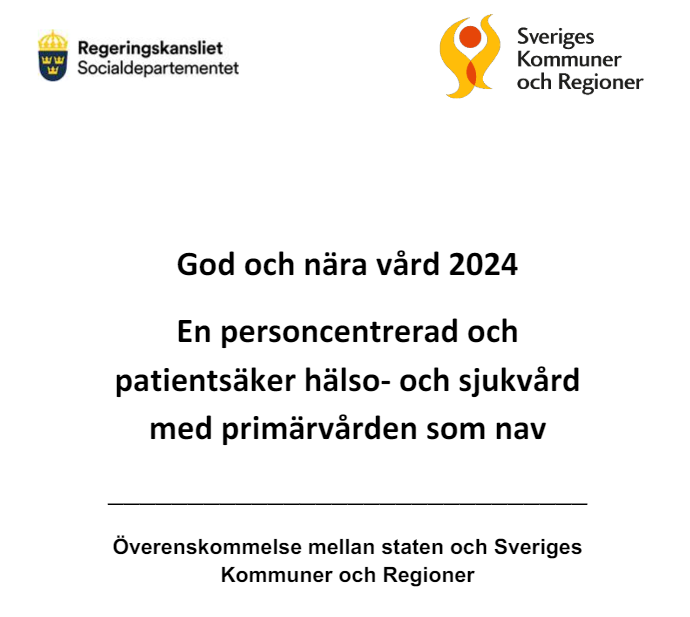 Regeringskansliet
Socialdepartementet
Sveriges
Kommuner
och Regioner
God och nära vård 2024
En personcentrerad och
patientsäker hälso- och sjukvård
med primärvården som nav
Överenskommelse mellan staten och Sveriges
Kommuner och Regioner